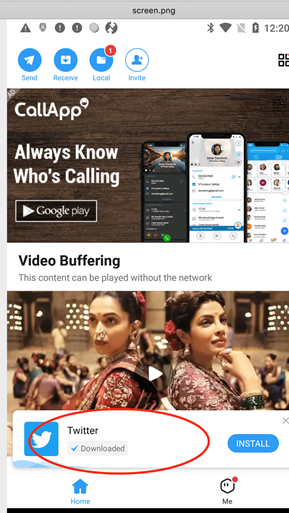 screen.png
12:20
Send
Receive
1
Local
Invite
CallApp
Always Know
Who's Calling
Google play
Video Buffering
This content can be played without the network
Twitter
Downloaded
INSTALL
Home
Me